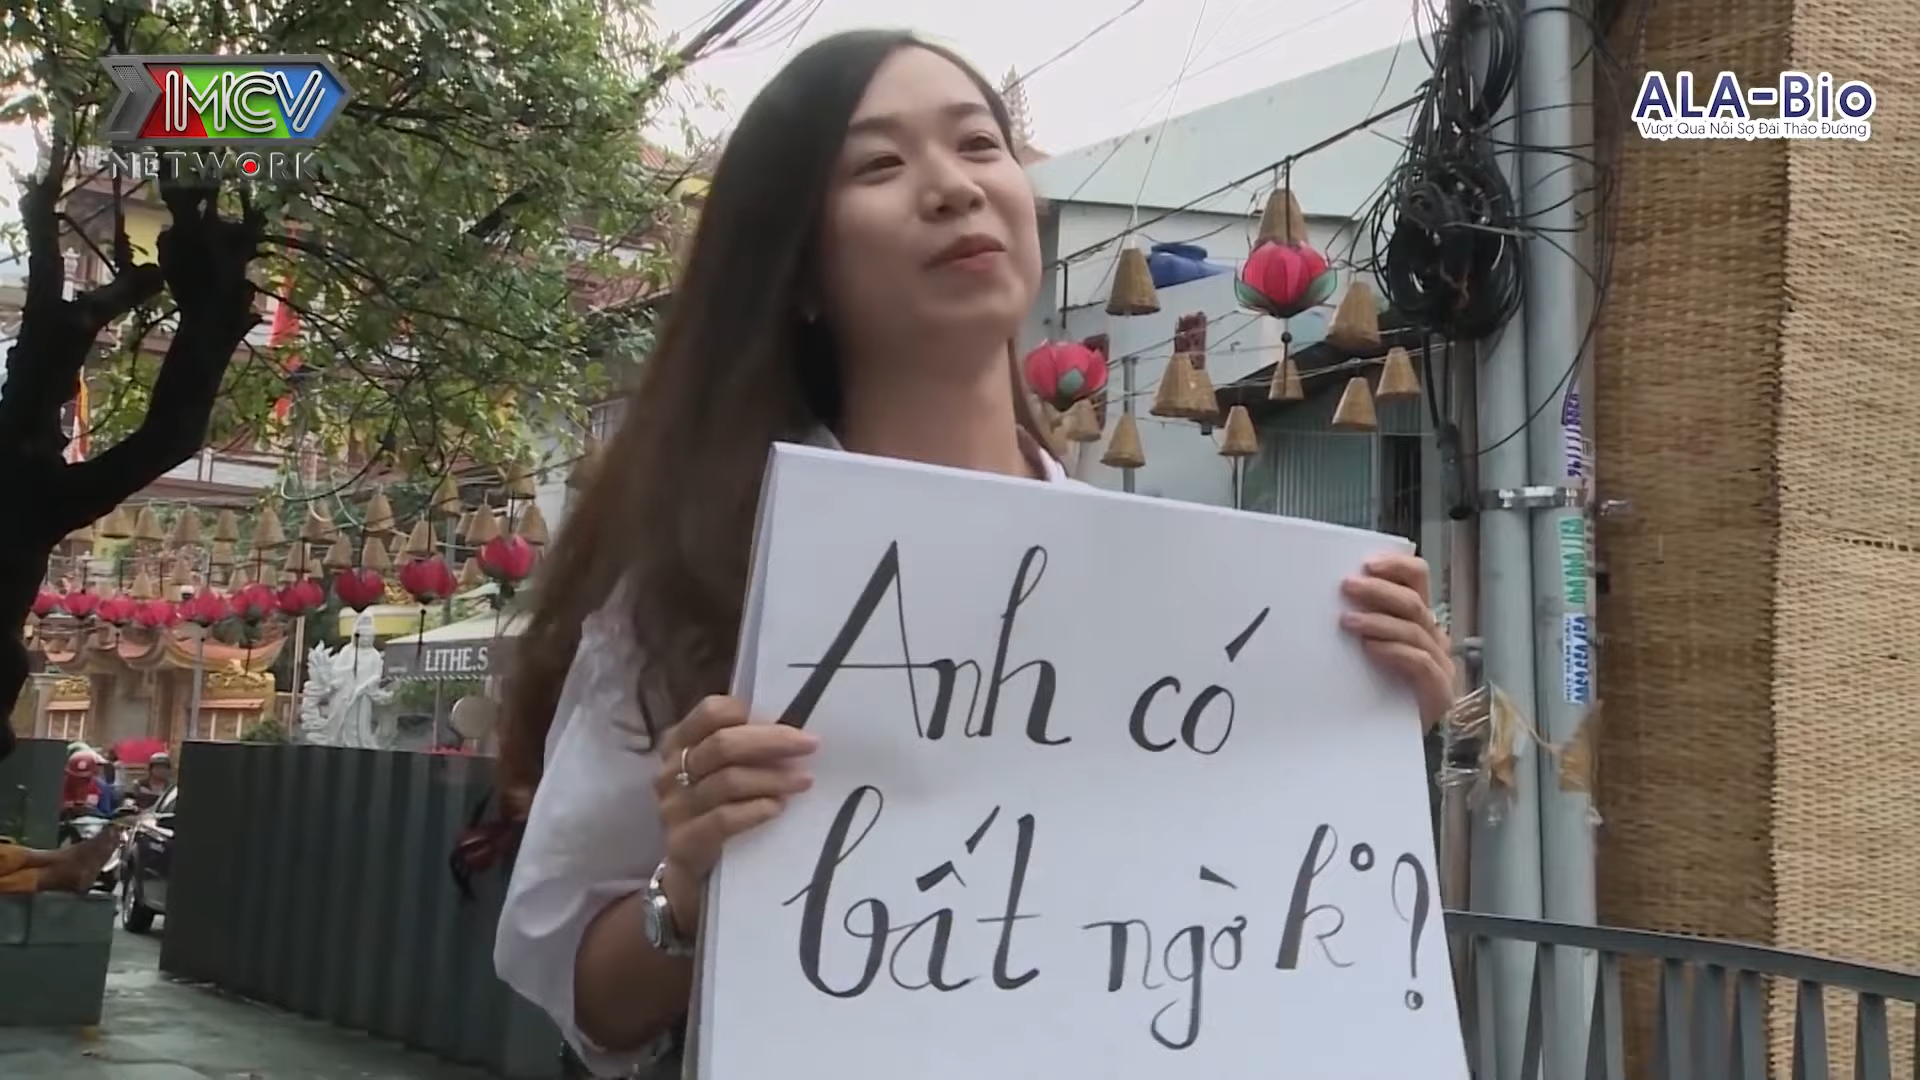 MCV
NETWORK
ALA-Bio
Vượt Qua Nỗi Sợ Đái Tháo Đường
LITHE.S
Anh có
bất ngờ k°?